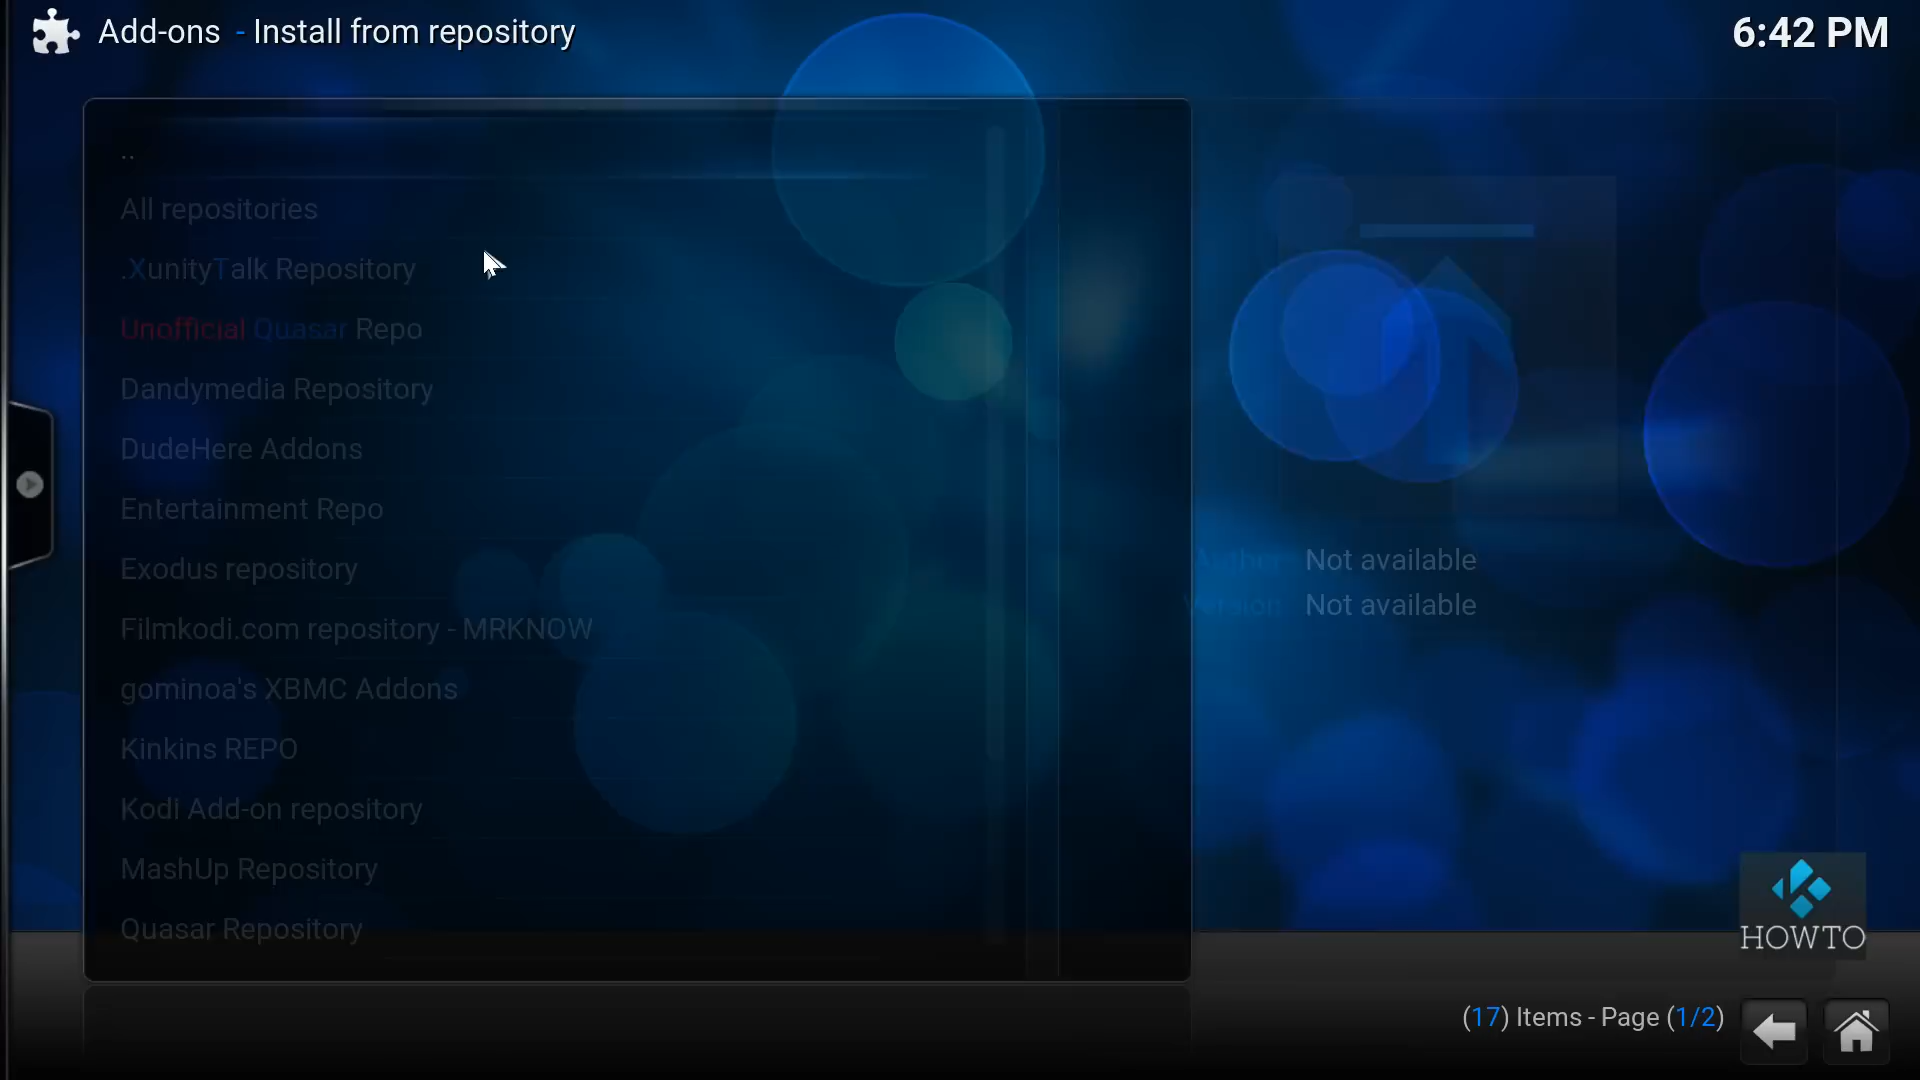 Add-ons - Install from repository
6:42 PM
..
All repositories
.XunityTalk Repository
Unofficial Quasar Repo
Dandymedia Repository
DudeHere Addons
Entertainment Repo
Exodus repository
Filmkodi.com repository - MRKNOW
gominoa's XBMC Addons
Kinkins REPO
Kodi Add-on repository
MashUp Repository
Quasar Repository
Author Not available
Version Not available
HOWTO
(17) Items - Page (1/2)